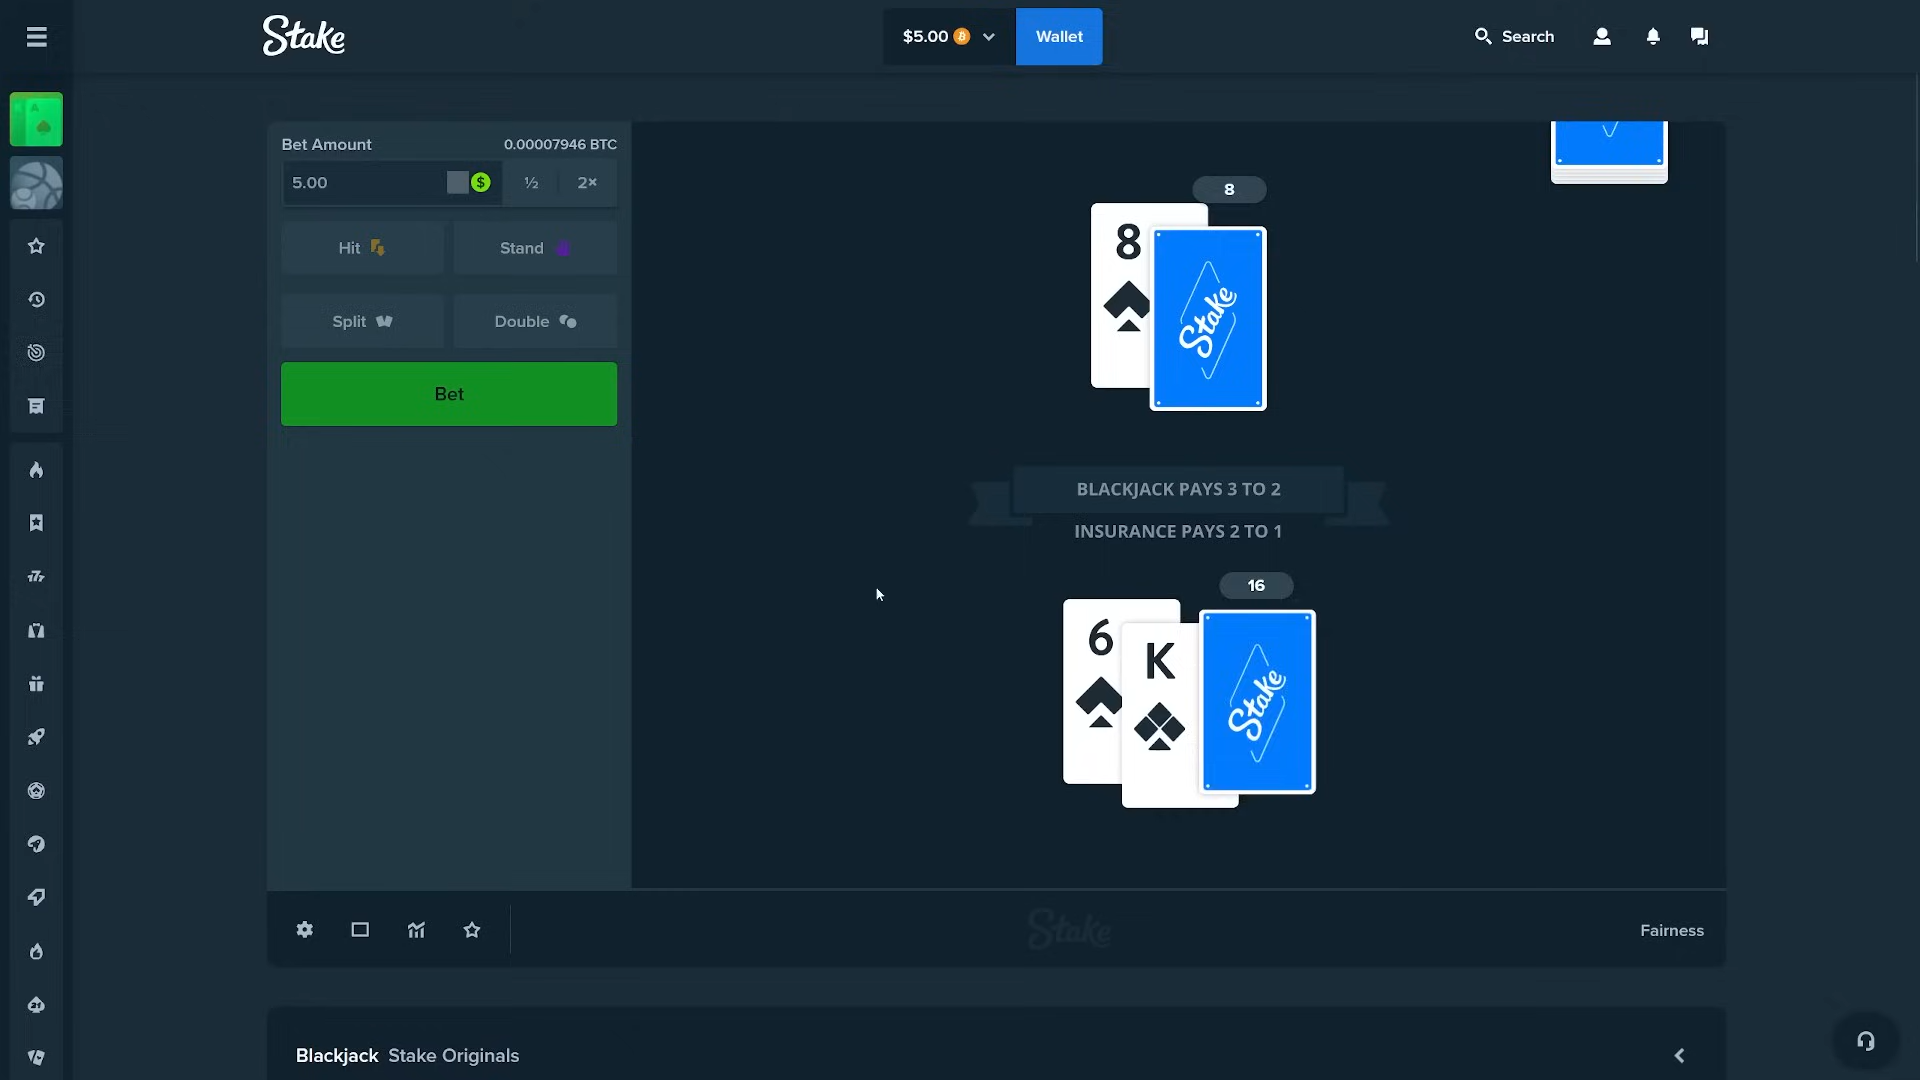 Stake
$5.00
Wallet
Search
Bet Amount
0.00007946 BTC
5.00
$
½
2×
Hit
Stand
Split
Double
Bet
8
8
Stake
BLACKJACK PAYS 3 TO 2
INSURANCE PAYS 2 TO 1
16
6
K
Stake
Stake
Fairness
Blackjack Stake Originals